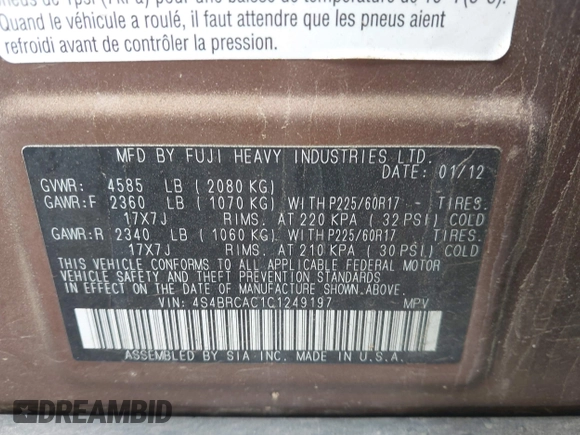 Quand le véhicule a roulé, il faut attendre que les pneus aient
refroidi avant de contrôler la pression.
MFD BY FUJI HEAVY INDUSTRIES LTD.
DATE: 01/12
GVWR: 4585 LB (2080 KG)
GAWR:F 2360 LB (1070 KG) WITH P225/60R17 - TIRES.
17X7J RIMS. AT 220 KPA (32 PSI) COLD
GAWR:R 2340 LB (1060 KG) WITH P225/60R17 TIRES.
17X7J RIMS. AT 210 KPA (30 PSI) COLD
THIS VEHICLE CONFORMS TO ALL APPLICABLE FEDERAL MOTOR
VEHICLE SAFETY AND THEFT PREVENTION STANDARDS
IN EFFECT ON THE DATE OF MANUFACTURE SHOWN ABOVE.
VIN: 4S4BRCAC1C1249197 MPV
ASSEMBLED BY SIA-INC. MADE IN U.S.A.
DREAMBID